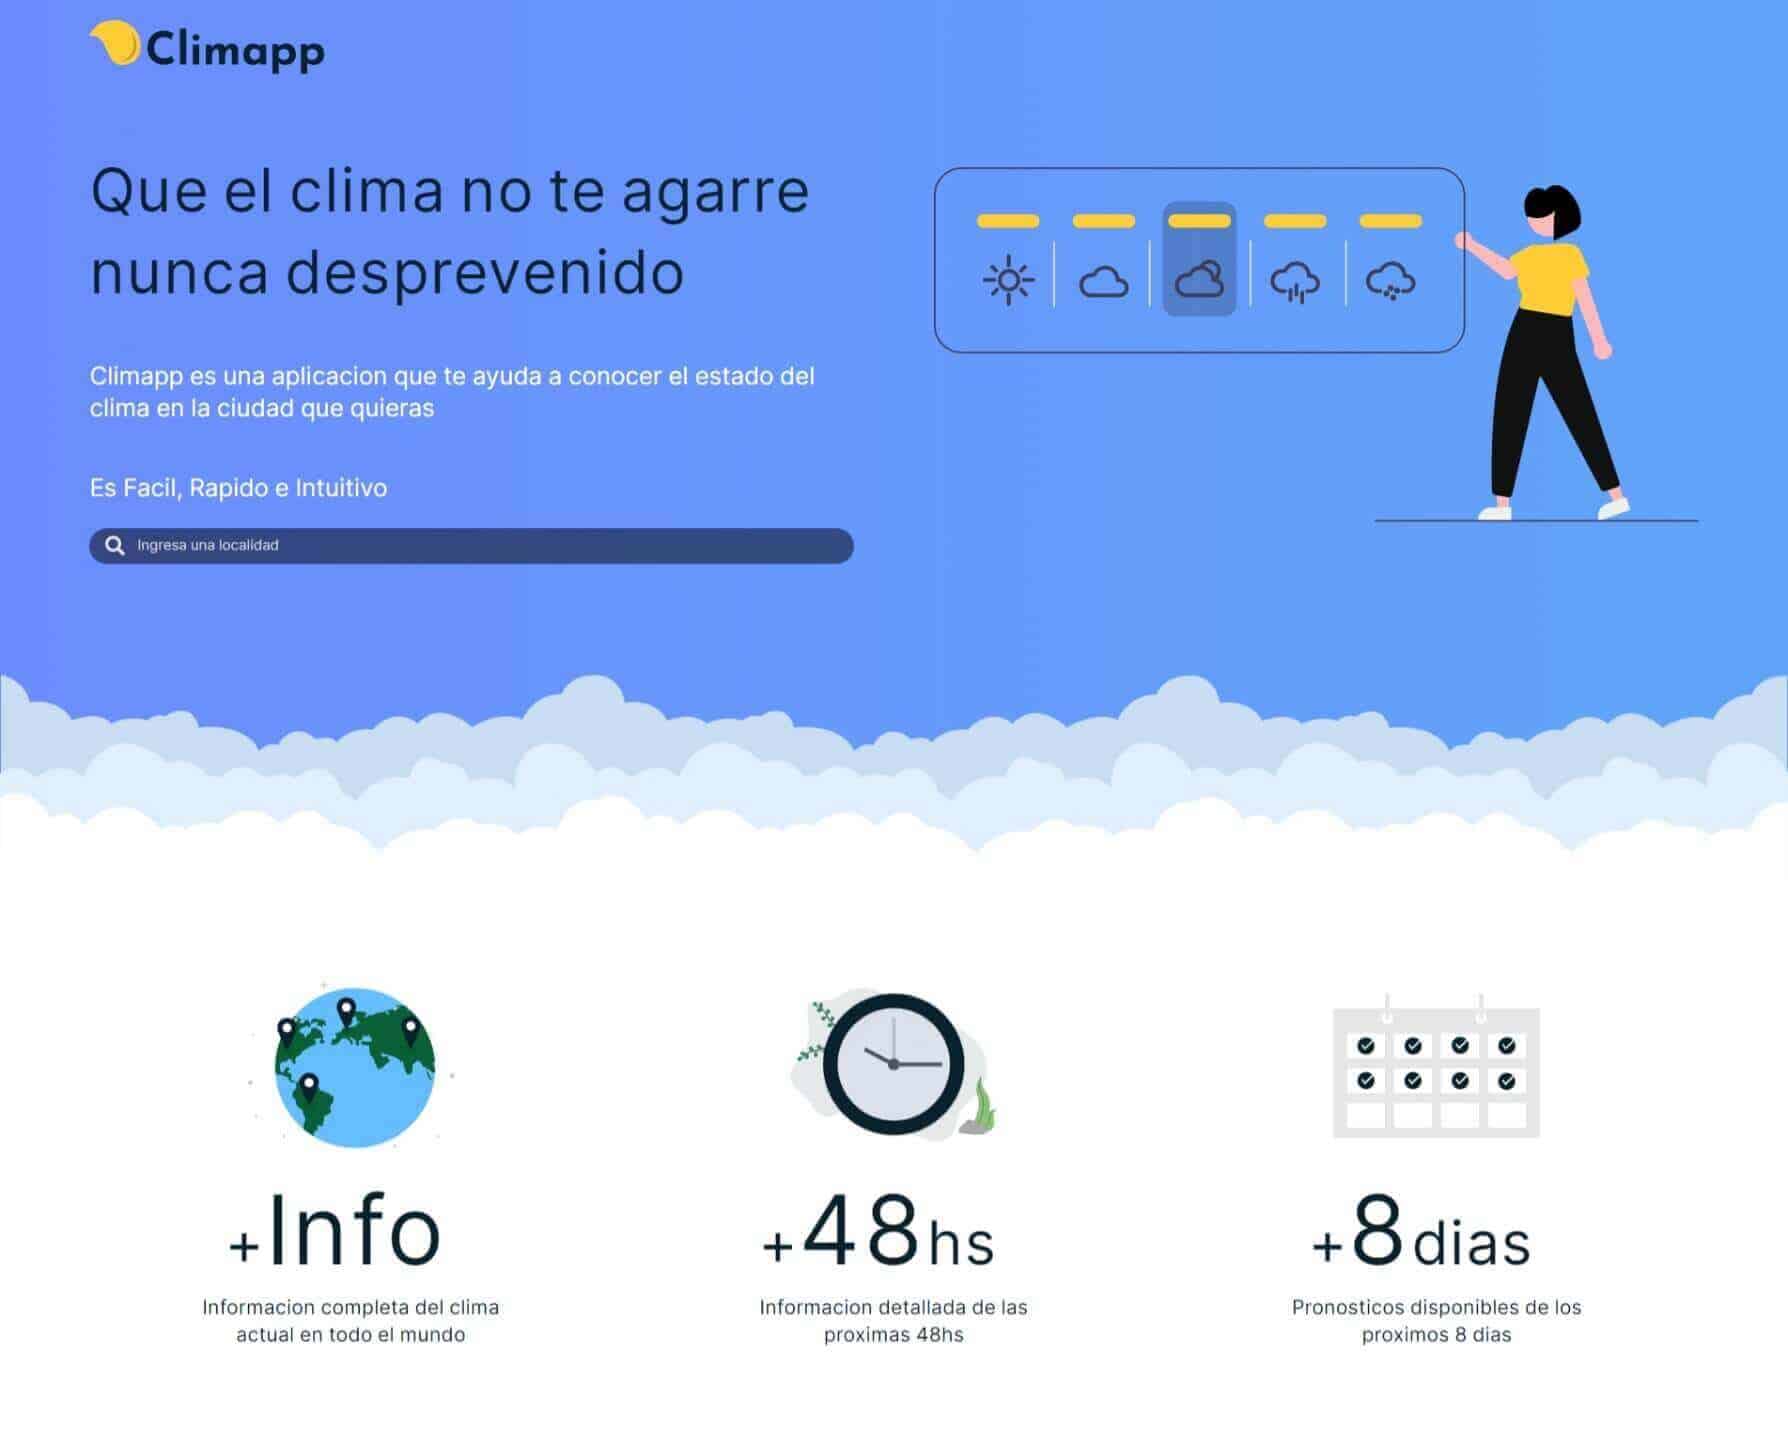 Climapp
Que el clima no te agarre
nunca desprevenido
Climapp es una aplicacion que te ayuda a conocer el estado del
clima en la ciudad que quieras
Es Facil, Rapido e Intuitivo
Ingresa una localidad
+Info
Informacion completa del clima
actual en todo el mundo
+48hs
Informacion detallada de las
proximas 48hs
+8dias
Pronosticos disponibles de los
proximos 8 dias